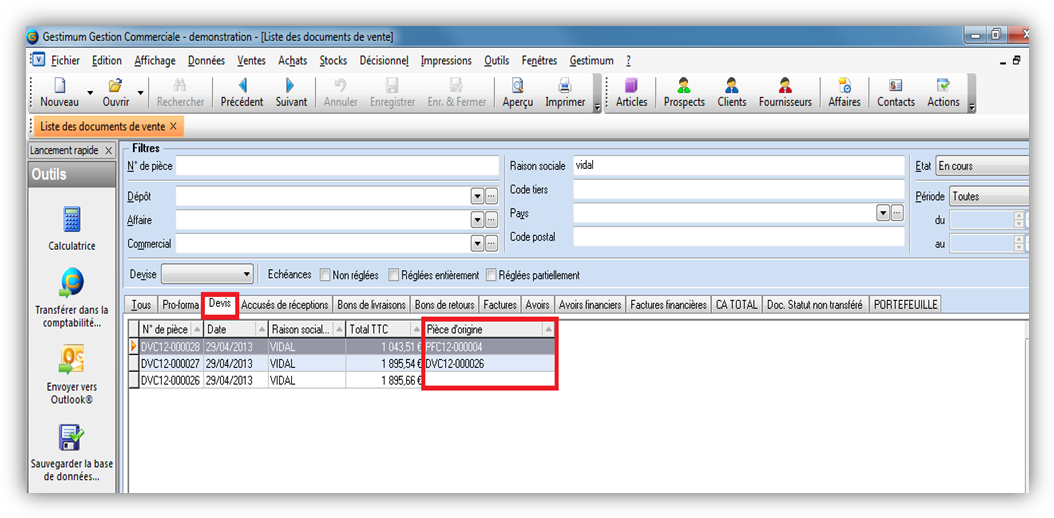 Gestimum Gestion Commerciale - demonstration - [Liste des documents de vente]
Fichier Edition Affichage Données Ventes Achats Stocks Décisionnel Impressions Outils Fenêtres Gestimum ?
Nouveau Ouvrir Rechercher Précédent Suivant Annuler Enregistrer Enr. & Fermer Aperçu Imprimer Articles Prospects Clients Fournisseurs Affaires Contacts Actions
Liste des documents de vente X
Lancement rapide X
Outils
Calculatrice
Transférer dans la
comptabilité...
Envoyer vers
Outlook®
Sauvegarder la base
de données...
Filtres
N° de pièce Raison sociale vidal Etat En cours
Dépôt Code tiers Période Toutes
Affaire Pays du
Commercial Code postal au
Devise Echéances Non réglées Réglées entièrement Réglées partiellement
Tous Pro-forma Devis Accusés de réceptions Bons de livraisons Bons de retours Factures Avoirs Avoirs financiers Factures financières CA TOTAL Doc. Statut non transféré PORTEFEUILLE
N° de pièce Date Raison social... Total TTC Pièce d'origine
DVC12-000028 29/04/2013 VIDAL 1 043,51 € PFC12-000004
DVC12-000027 29/04/2013 VIDAL 1 895,54 € DVC12-000026
DVC12-000026 29/04/2013 VIDAL 1 895,66 €